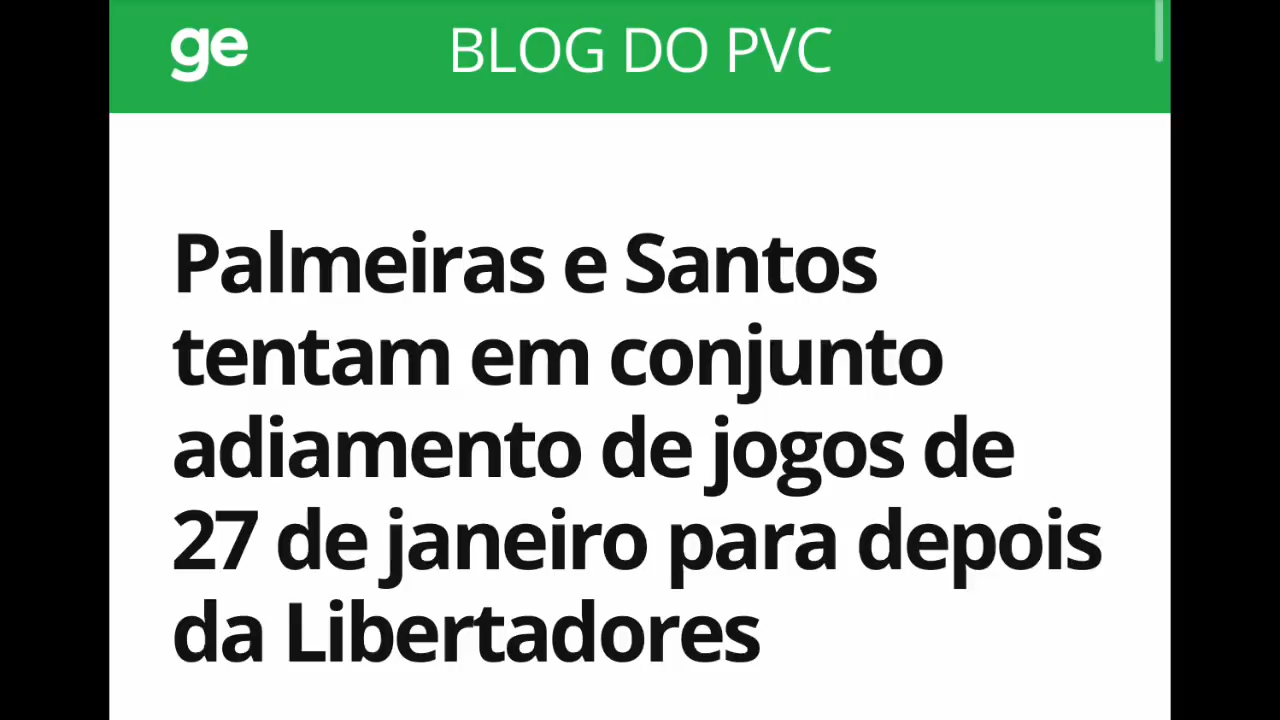 ge BLOG DO PVC
Palmeiras e Santos
tentam em conjunto
adiamento de jogos de
27 de janeiro para depois
da Libertadores